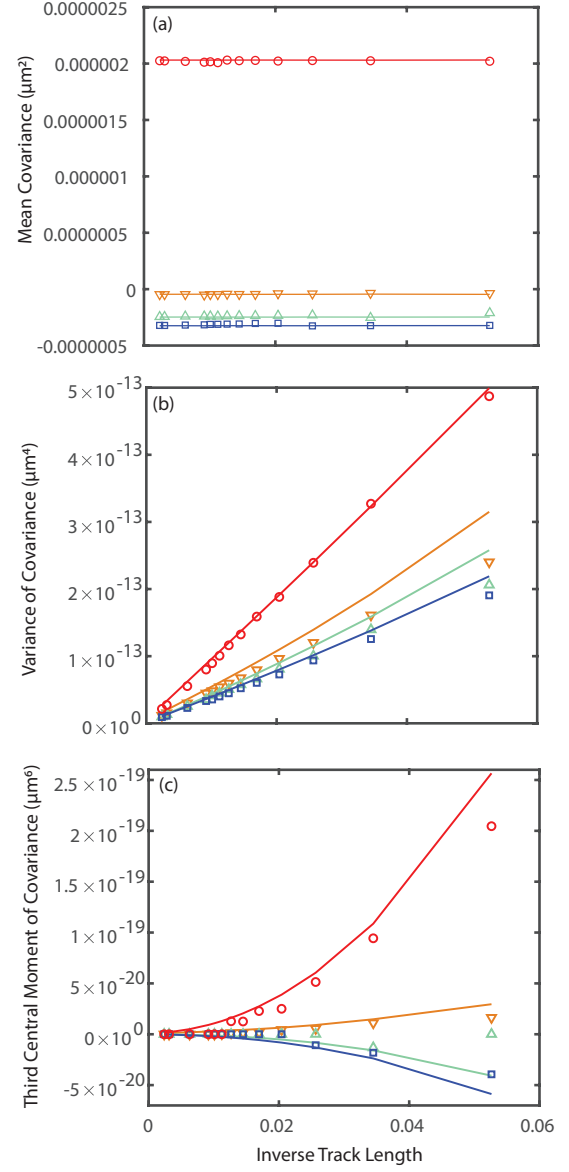 (a)
Mean Covariance (µm²)
0.0000025
0.000002
0.0000015
0.000001
0.0000005
0
-0.0000005
(b)
Variance of Covariance (µm⁴)
5 × 10⁻¹³
4 × 10⁻¹³
3 × 10⁻¹³
2 × 10⁻¹³
1 × 10⁻¹³
0 × 10⁰
(c)
Third Central Moment of Covariance (µm⁶)
2.5 × 10⁻¹⁹
2 × 10⁻¹⁹
1.5 × 10⁻¹⁹
1 × 10⁻¹⁹
5 × 10⁻²⁰
0 × 10⁰
-5 × 10⁻²⁰
0 0.02 0.04 0.06
Inverse Track Length